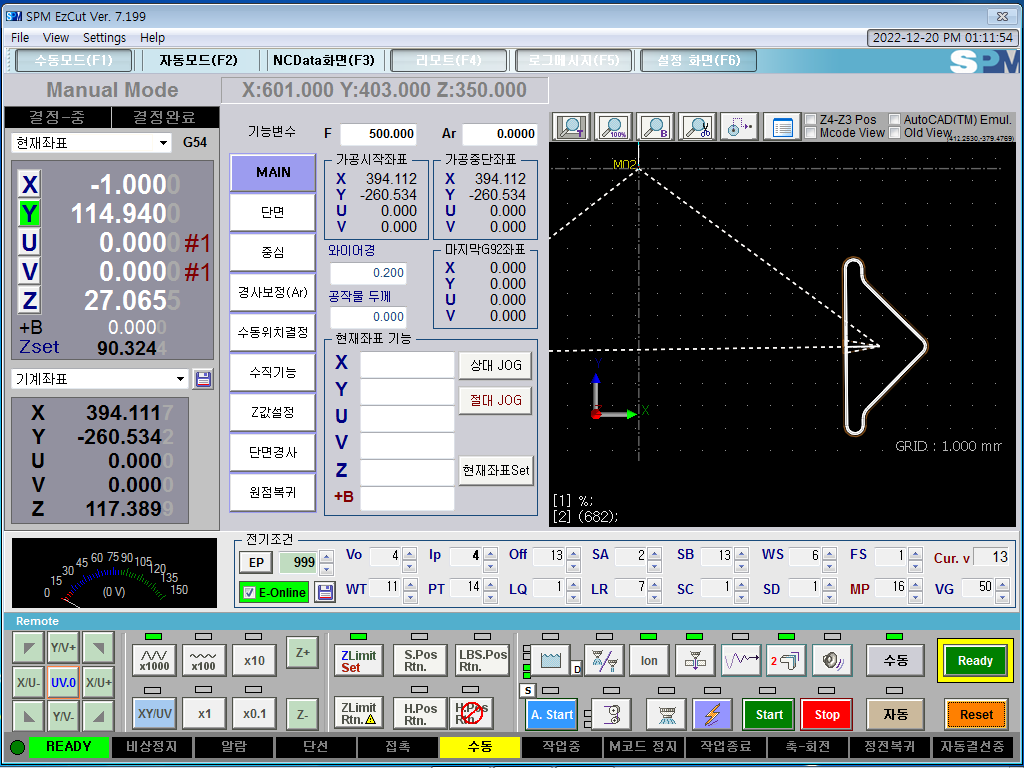 SPM EzCut Ver. 7.199
File View Settings Help
2022-12-20 PM 01:11:54
수동모드(F1) 자동모드(F2) NCData화면(F3) 리모트(F4) 로그메시지(F5) 설정 화면(F6) SPM
Manual Mode X:601.000 Y:403.000 Z:350.000
결정-중 결정완료
현재좌표 G54
X -1.0000
Y 114.9400
U 0.0000 #1
V 0.0000 #1
Z 27.0655
+B 0.0000
Zset 90.3244
기계좌표
X 394.1117
Y -260.5342
U 0.0000
V 0.0000
Z 117.3899
기능변수 F 500.000 Ar 0.0000
MAIN
단면
중심
경사보정(Ar)
수동위치결정
수직기능
Z값설정
단면경사
원점복귀
가공시작좌표
X 394.112
Y -260.534
U 0.000
V 0.000
가공중단좌표
X 394.112
Y -260.534
U 0.000
V 0.000
와이어경
0.200
공작물 두께
0.000
마지막G92좌표
X 0.000
Y 0.000
U 0.000
V 0.000
현재좌표 기능
X
Y
U
V
Z
+B
상대 JOG
절대 JOG
현재좌표Set
T 100% B
Z4-Z3 Pos AutoCAD(TM) Emul.
Mcode View Old View
(412.2530, -379.4769)
M02
Y
X
GRID : 1.000 mm
[1] %;
[2] (682);
0 15 30 45 60 75 90 105 120 135 150
(0 V)
전기조건
EP 999 Vo 4 Ip 4 Off 13 SA 2 SB 13 WS 6 FS 1 Cur. v 13
E-Online WT 11 PT 14 LQ 1 LR 7 SC 1 SD 1 MP 16 VG 50
Remote
Y/V+ x1000 x100 x10 Z+ ZLimit Set S.Pos Rtn. LBS.Pos Rtn. D Ion 2 수동 Ready
X/U- UV.0 X/U+
S
Y/V- XY/UV x1 x0.1 Z- ZLimit Rtn. H.Pos Rtn. A. Start Start Stop 자동 Reset
READY 비상정지 알람 단선 접촉 수동 작업중 M코드 정지 작업종료 축-회전 정전복귀 자동결선중